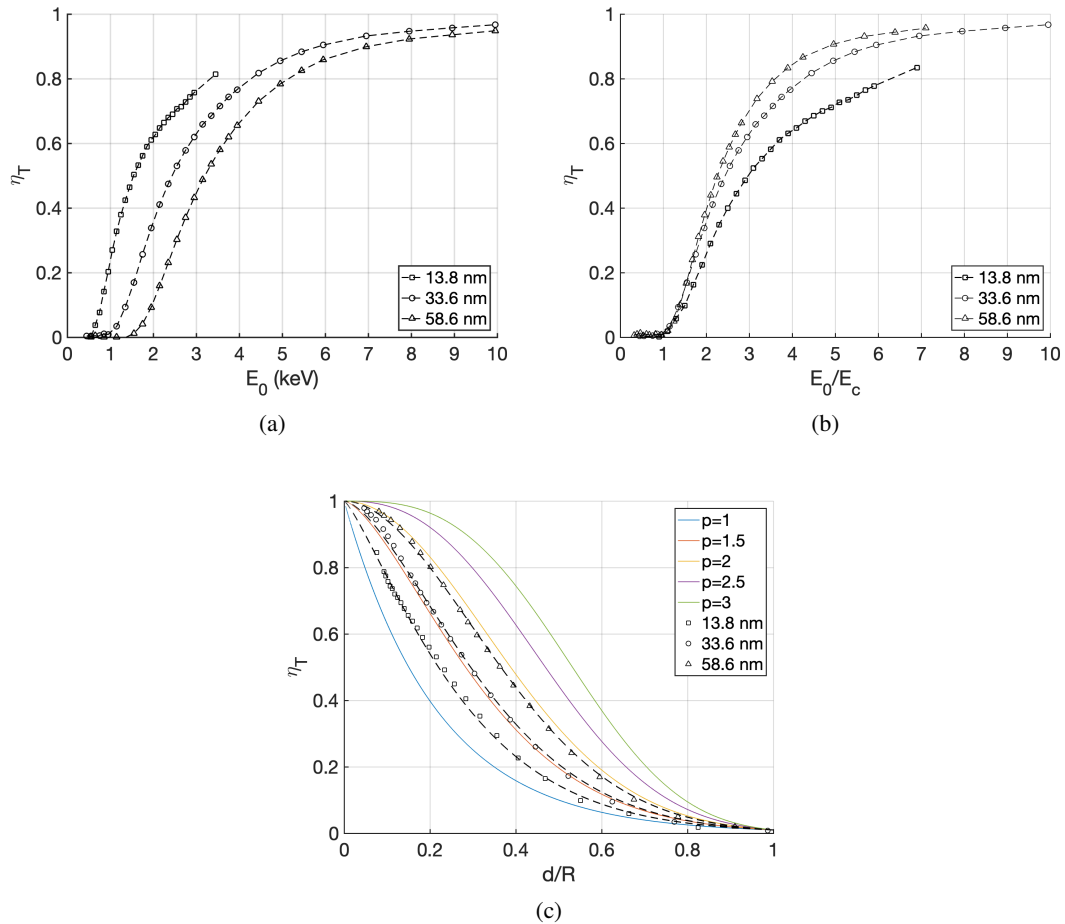 1
0.8
0.6
0.4
0.2
0
η_T
0 1 2 3 4 5 6 7 8 9 10
E_0 (keV)
13.8 nm
33.6 nm
58.6 nm
(a)
1
0.8
0.6
0.4
0.2
0
η_T
0 1 2 3 4 5 6 7 8 9 10
E_0/E_c
13.8 nm
33.6 nm
58.6 nm
(b)
1
0.8
0.6
0.4
0.2
0
η_T
0 0.2 0.4 0.6 0.8 1
d/R
p=1
p=1.5
p=2
p=2.5
p=3
13.8 nm
33.6 nm
58.6 nm
(c)